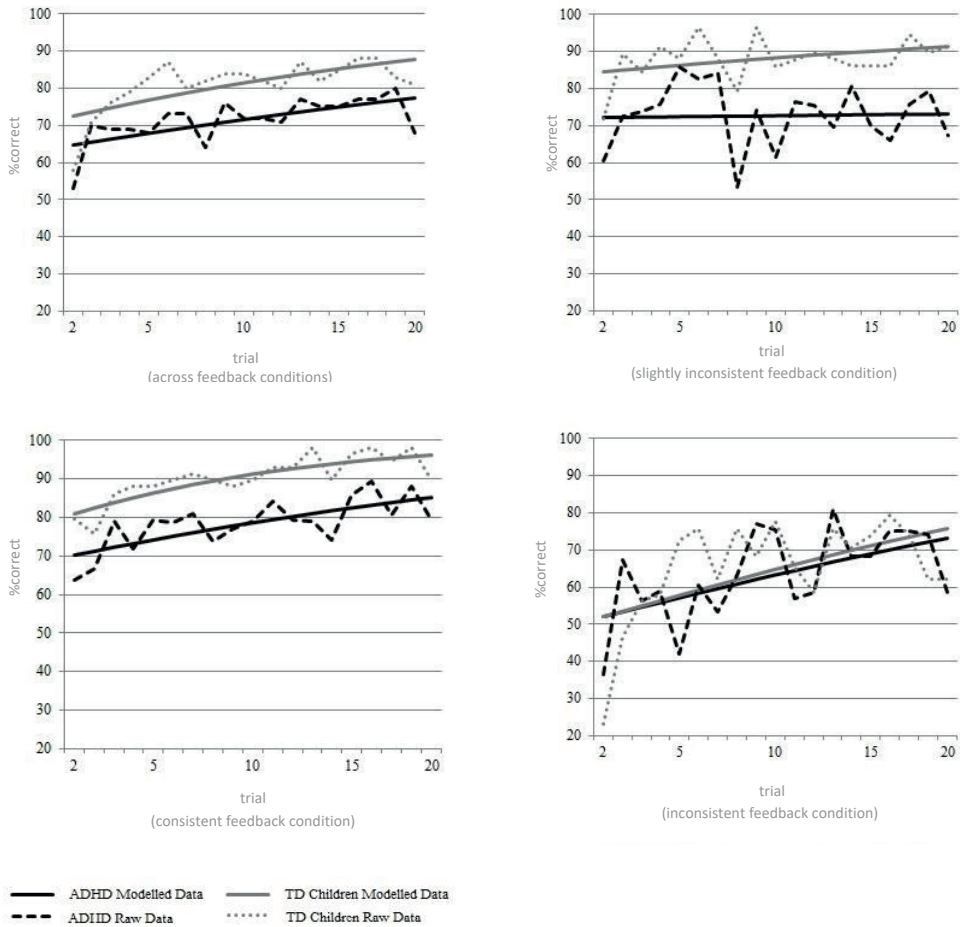 100
90
80
70
60
50
40
30
20
%correct
2 5 10 15 20
trial
(across feedback conditions)
100
90
80
70
60
50
40
30
20
%correct
2 5 10 15 20
trial
(slightly inconsistent feedback condition)
100
90
80
70
60
50
40
30
20
%correct
2 5 10 15 20
trial
(consistent feedback condition)
100
90
80
70
60
50
40
30
20
%correct
2 5 10 15 20
trial
(inconsistent feedback condition)
ADHD Modelled Data TD Children Modelled Data
ADHD Raw Data TD Children Raw Data